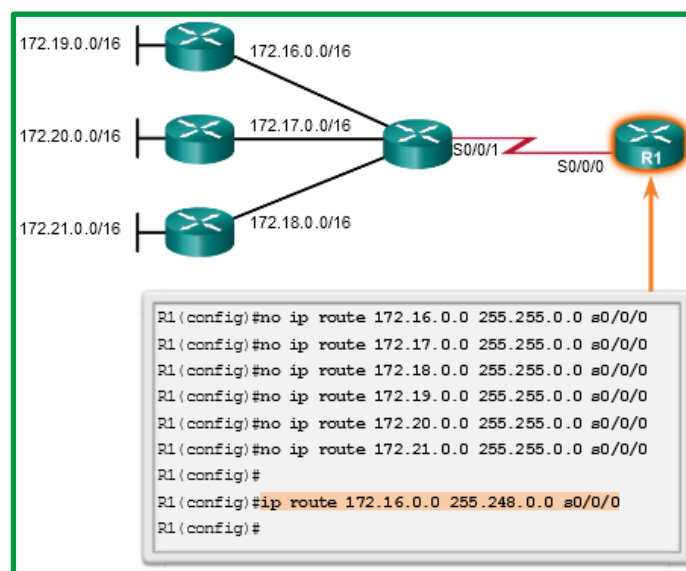 172.19.0.0/16
172.16.0.0/16
172.20.0.0/16
172.17.0.0/16
S0/0/1
S0/0/0
R1
172.21.0.0/16
172.18.0.0/16
R1(config)#no ip route 172.16.0.0 255.255.0.0 s0/0/0
R1(config)#no ip route 172.17.0.0 255.255.0.0 s0/0/0
R1(config)#no ip route 172.18.0.0 255.255.0.0 s0/0/0
R1(config)#no ip route 172.19.0.0 255.255.0.0 s0/0/0
R1(config)#no ip route 172.20.0.0 255.255.0.0 s0/0/0
R1(config)#no ip route 172.21.0.0 255.255.0.0 s0/0/0
R1(config)#
R1(config)#ip route 172.16.0.0 255.248.0.0 s0/0/0
R1(config)#